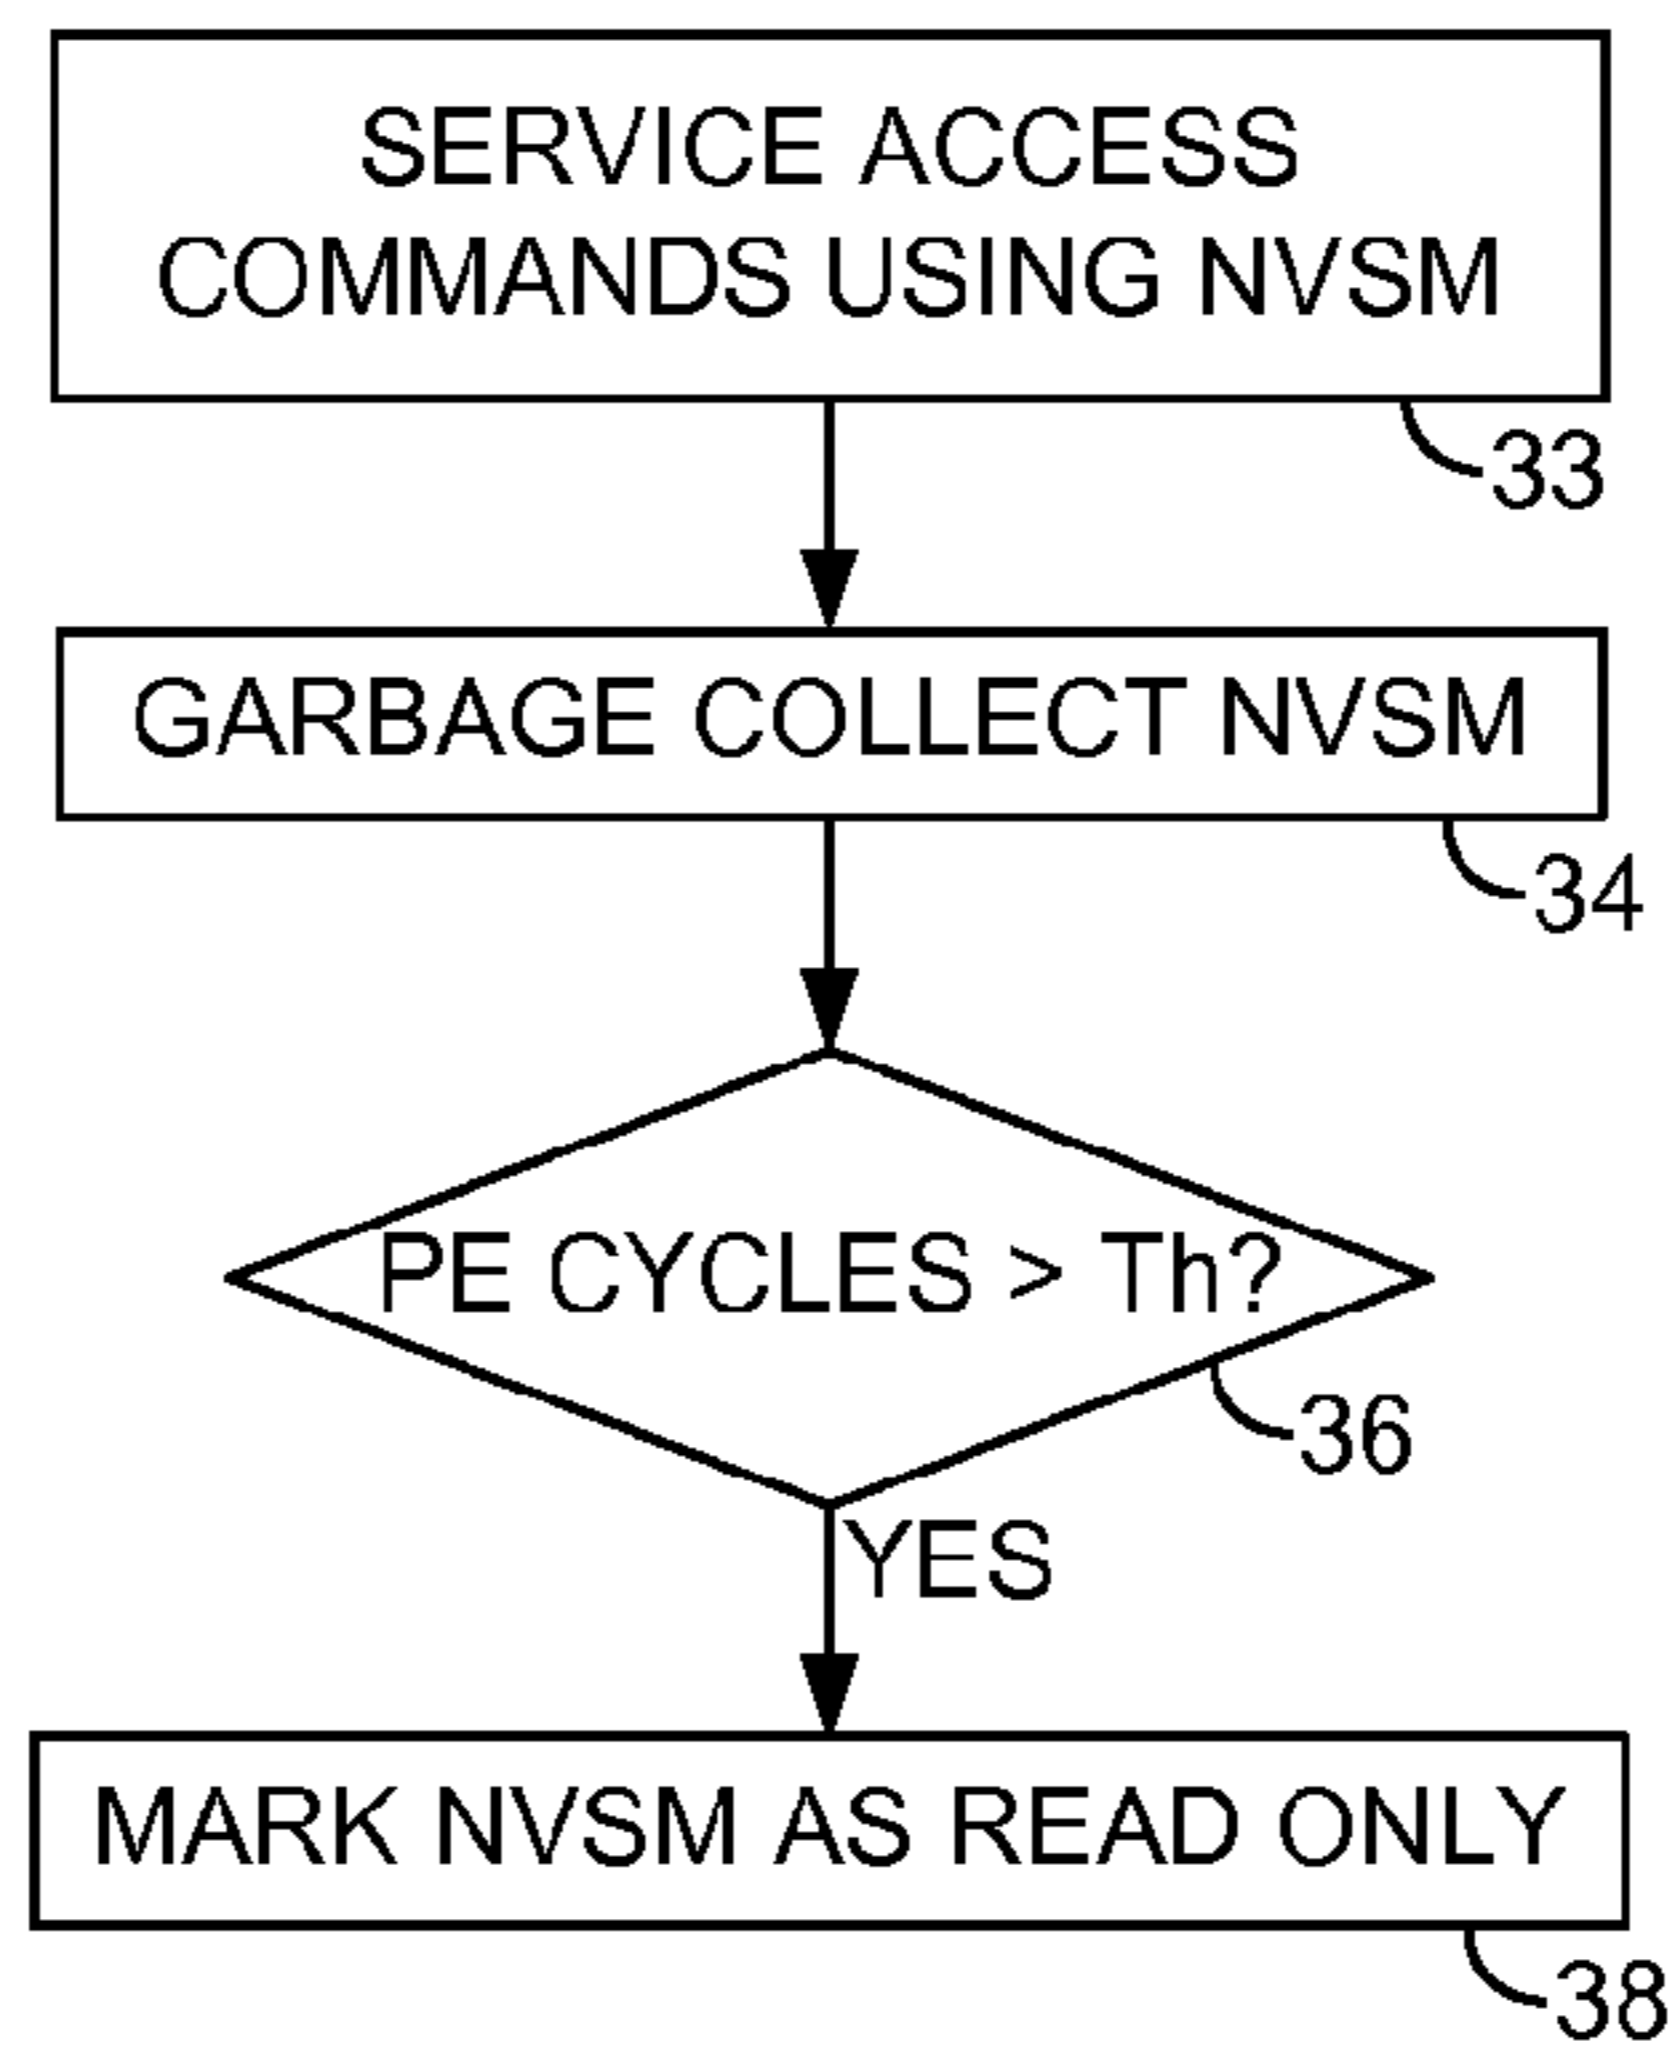 SERVICE ACCESS
COMMANDS USING NVSM
33
GARBAGE COLLECT NVSM
34
PE CYCLES > Th?
36
YES
MARK NVSM AS READ ONLY
38